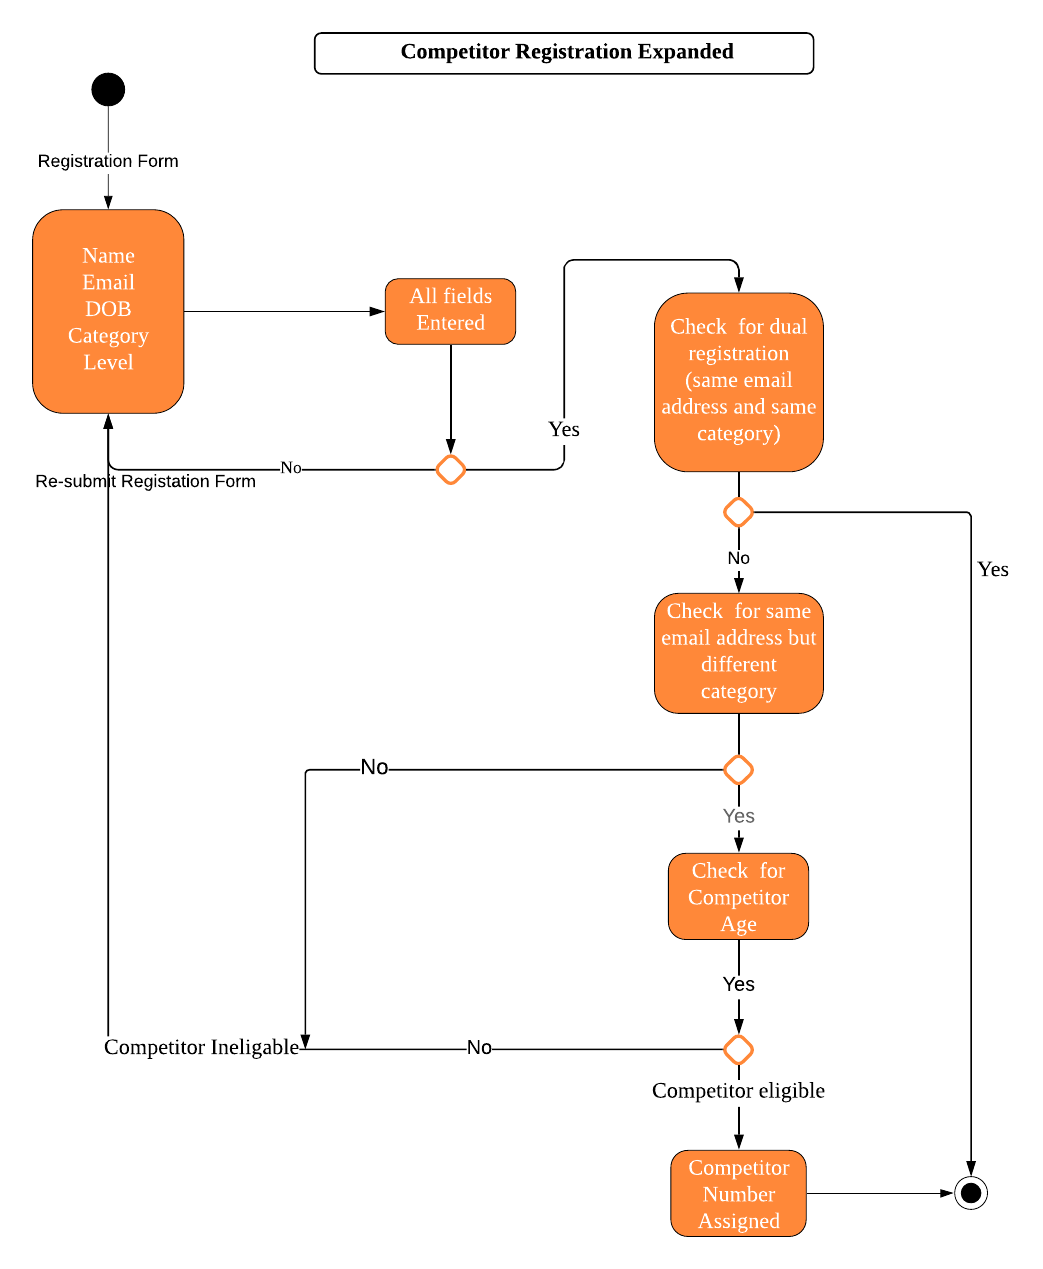 Competitor Registration Expanded
Registration Form
Name
Email
DOB
Category
Level
All fields
Entered
Check for dual
registration
(same email
address and same
category)
Yes
No
Re-submit Registation Form
No
Yes
Check for same
email address but
different
category
No
Yes
Check for
Competitor
Age
Yes
Competitor Ineligable
No
Competitor eligible
Competitor
Number
Assigned